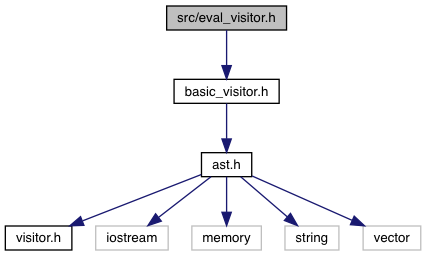 src/eval_visitor.h
basic_visitor.h
ast.h
visitor.h
iostream
memory
string
vector